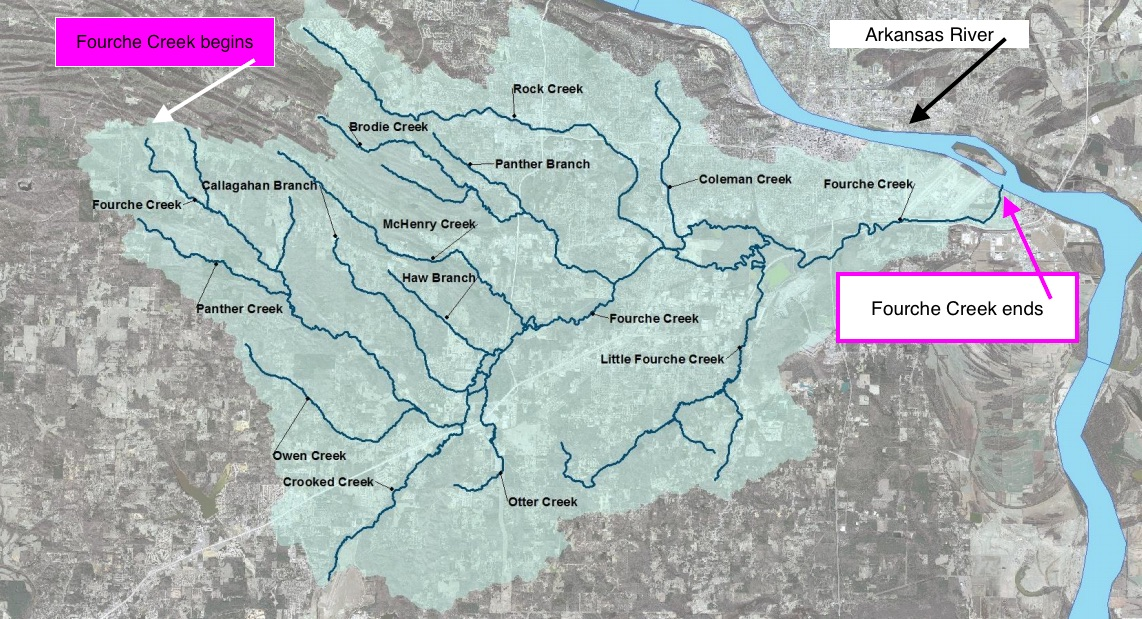 Fourche Creek begins
Arkansas River
Rock Creek
Brodie Creek
Panther Branch
Coleman Creek
Callagahan Branch
Fourche Creek
Fourche Creek
McHenry Creek
Haw Branch
Panther Creek
Fourche Creek
Fourche Creek ends
Little Fourche Creek
Owen Creek
Crooked Creek
Otter Creek